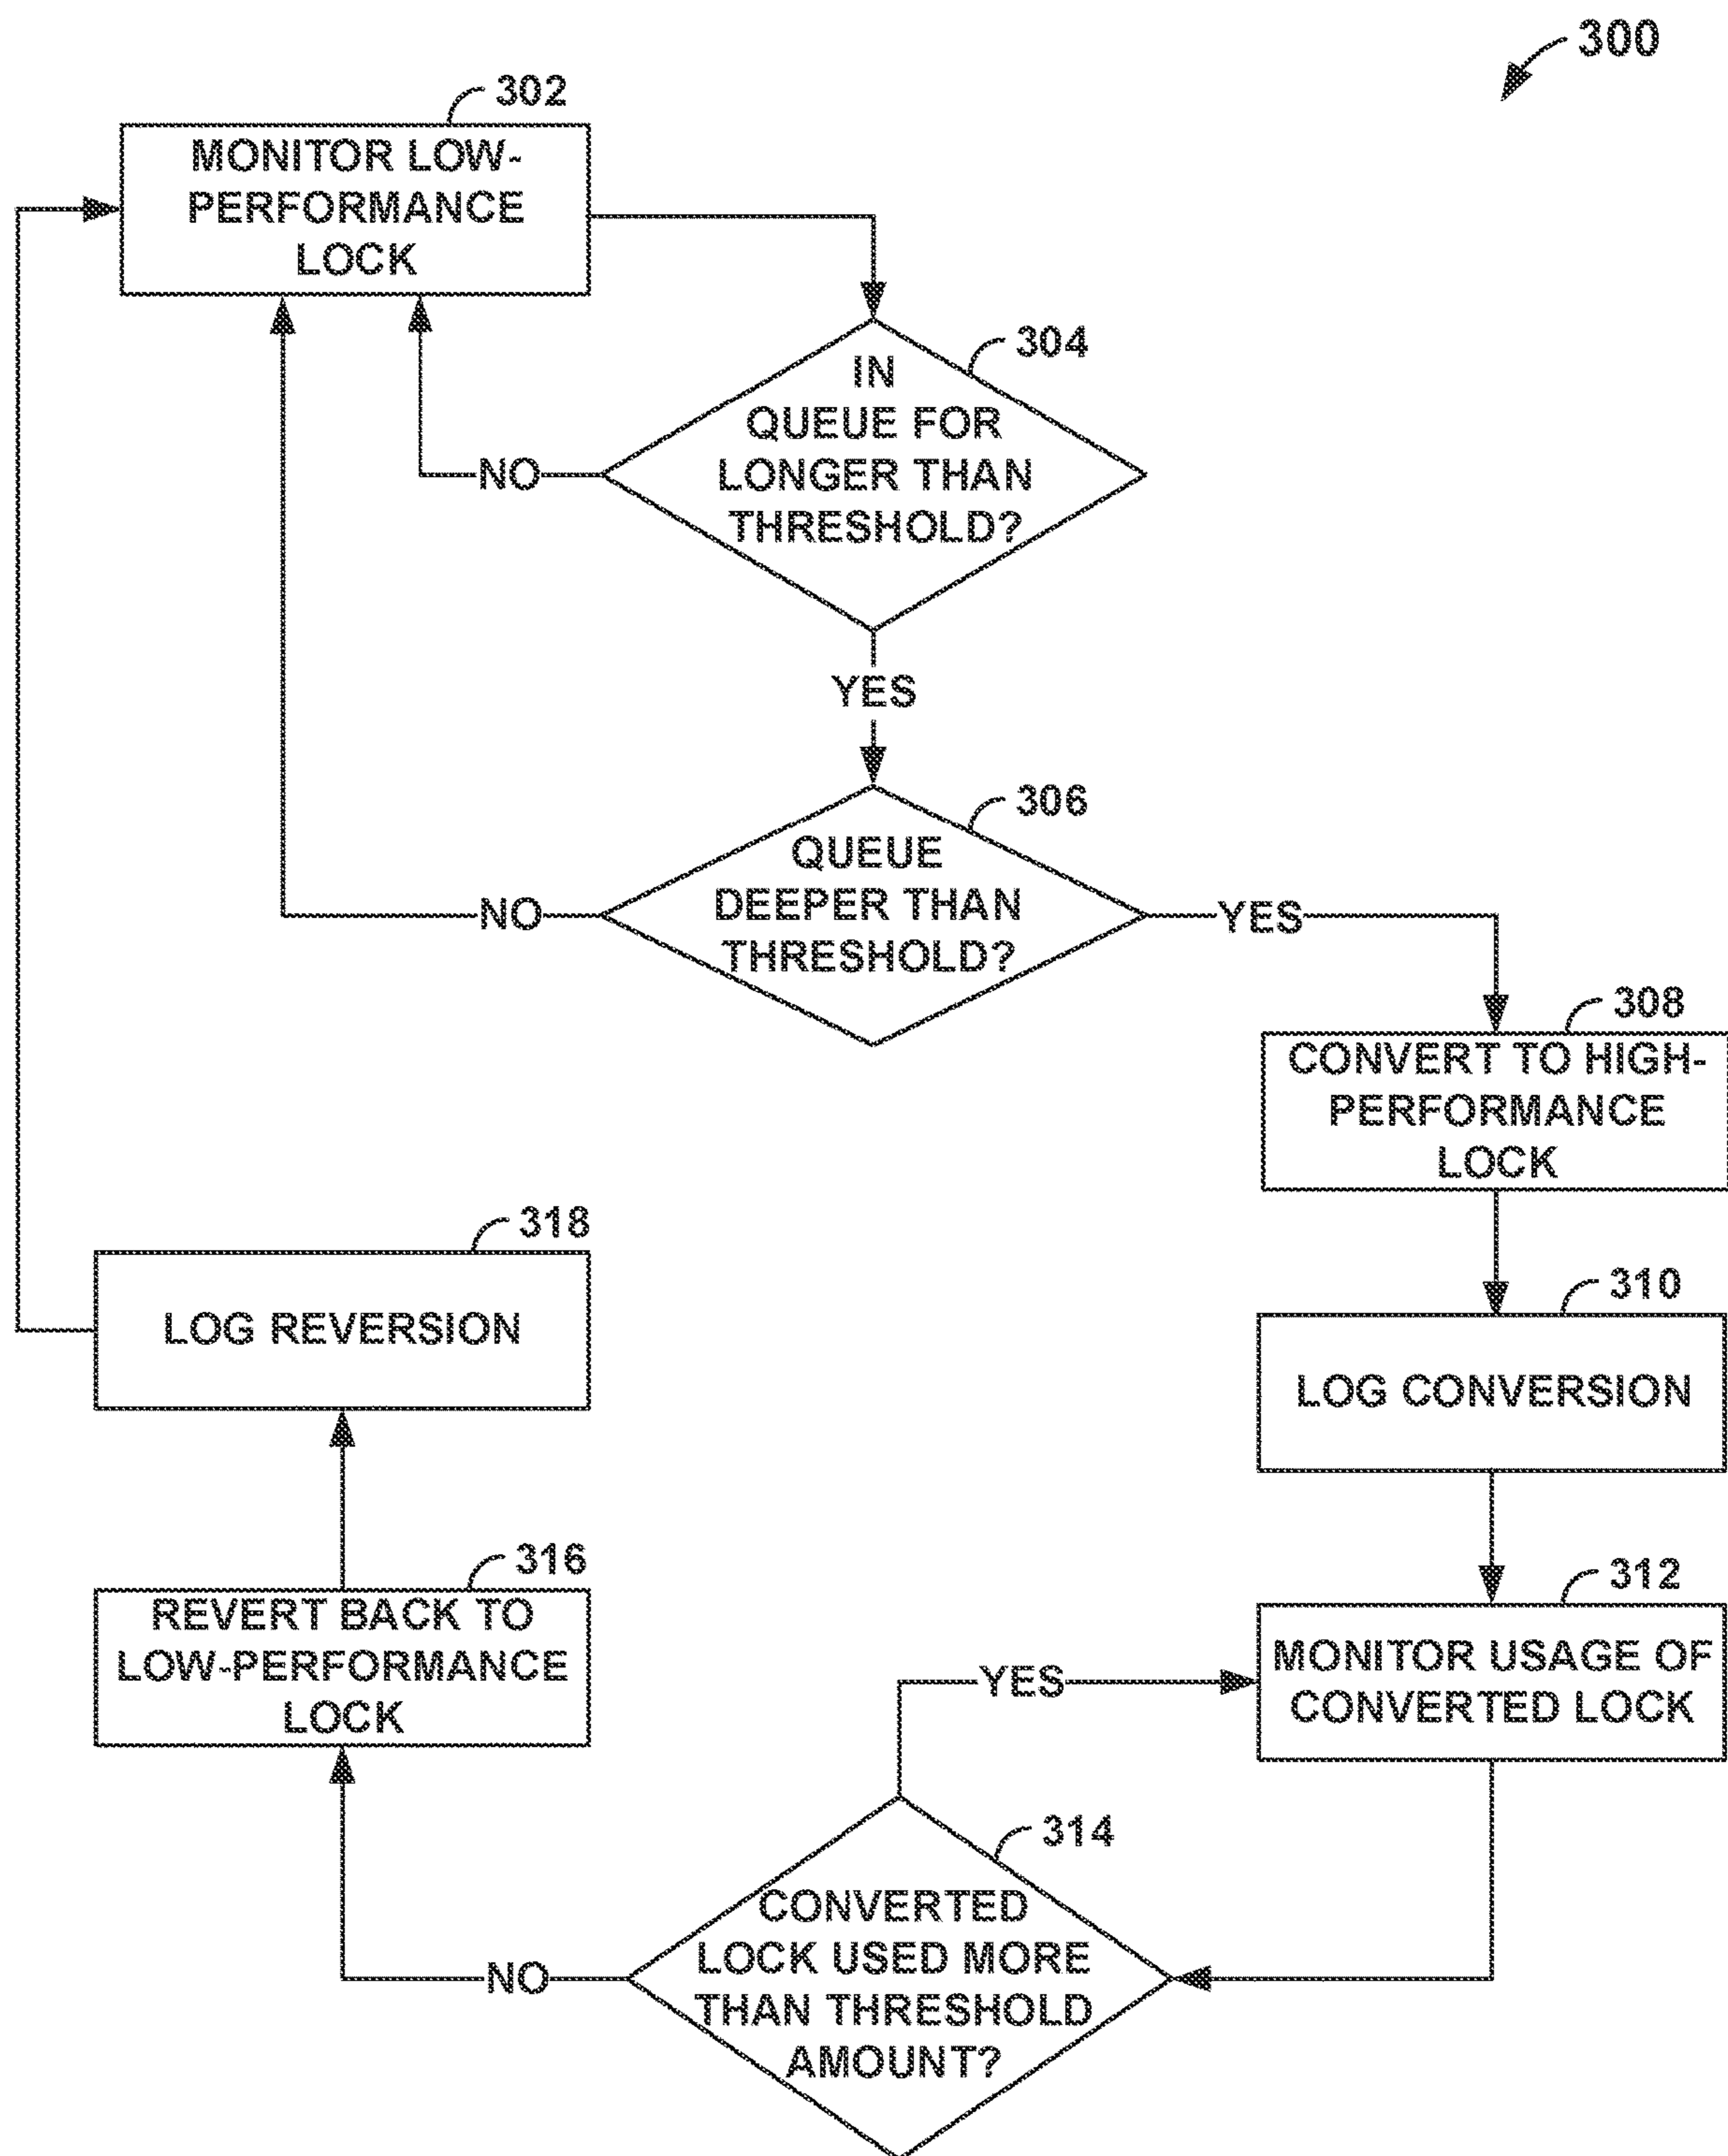 300
302
MONITOR LOW-
PERFORMANCE
LOCK
304
IN
QUEUE FOR
LONGER THAN
THRESHOLD?
NO
YES
306
QUEUE
DEEPER THAN
THRESHOLD?
NO
YES
308
CONVERT TO HIGH-
PERFORMANCE
LOCK
310
LOG CONVERSION
312
MONITOR USAGE OF
CONVERTED LOCK
314
CONVERTED
LOCK USED MORE
THAN THRESHOLD
AMOUNT?
YES
NO
316
REVERT BACK TO
LOW-PERFORMANCE
LOCK
318
LOG REVERSION